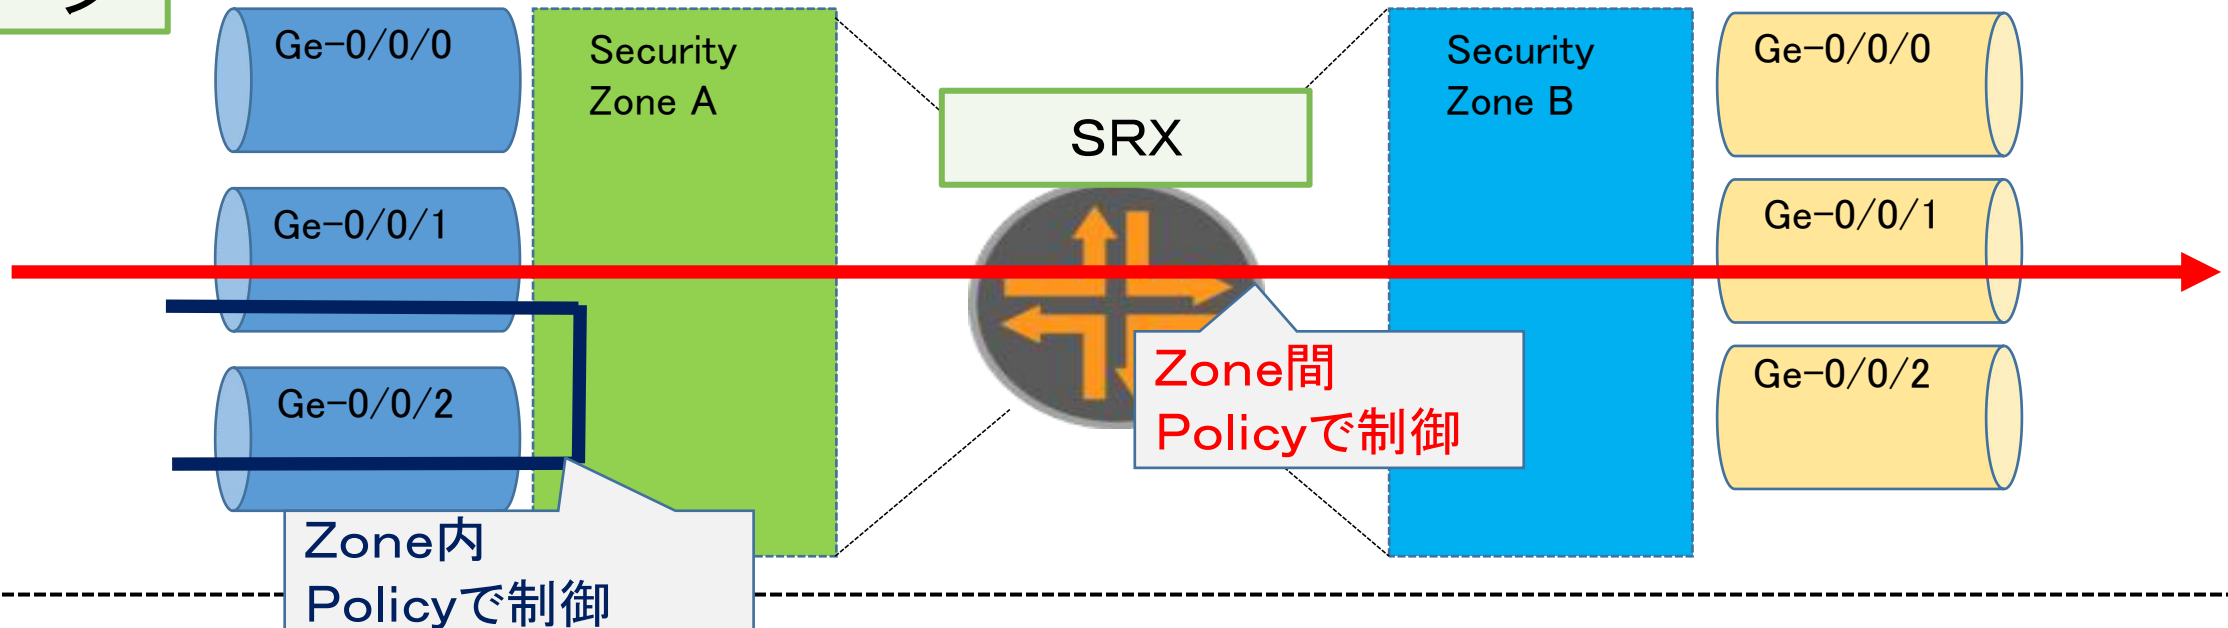 Ge-0/0/0
Security
Zone A
SRX
Security
Zone B
Ge-0/0/0
Ge-0/0/1
Ge-0/0/1
Ge-0/0/2
Zone間
Policyで制御
Ge-0/0/2
Zone内
Policyで制御